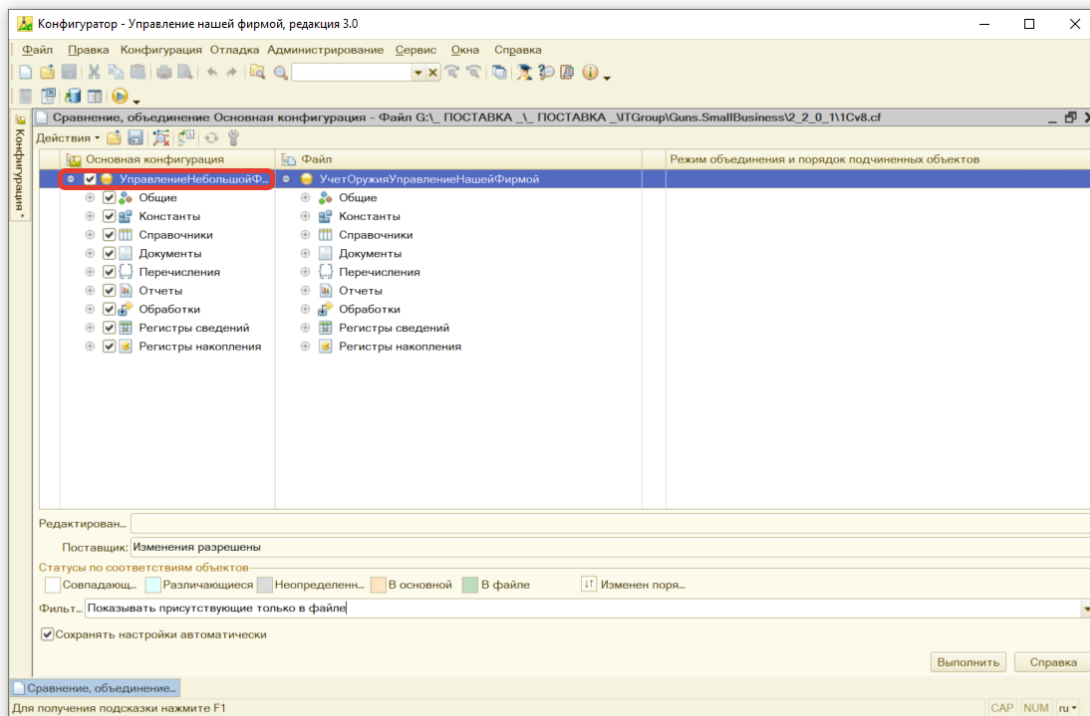 Конфигуратор - Управление нашей фирмой, редакция 3.0
Файл Правка Конфигурация Отладка Администрирование Сервис Окна Справка
Конфигурация *
Сравнение, объединение Основная конфигурация - Файл G:\_ ПОСТАВКА _\_ ПОСТАВКА _\ITGroup\Guns.SmallBusiness\2_2_0_1\1Cv8.cf
Действия
Основная конфигурация Файл Режим объединения и порядок подчиненных объектов
УправлениеНебольшойФ... УчетОружияУправлениеНашейФирмой
Общие Общие
Константы Константы
Справочники Справочники
Документы Документы
Перечисления Перечисления
Отчеты Отчеты
Обработки Обработки
Регистры сведений Регистры сведений
Регистры накопления Регистры накопления
Редактирован...
Поставщик: Изменения разрешены
Статусы по соответствиям объектов
Совпадающ... Различающиеся Неопределенн... В основной В файле Изменен поря...
Фильт... Показывать присутствующие только в файле
Сохранять настройки автоматически
Выполнить Справка
Сравнение, объединение...
Для получения подсказки нажмите F1 CAP NUM ru